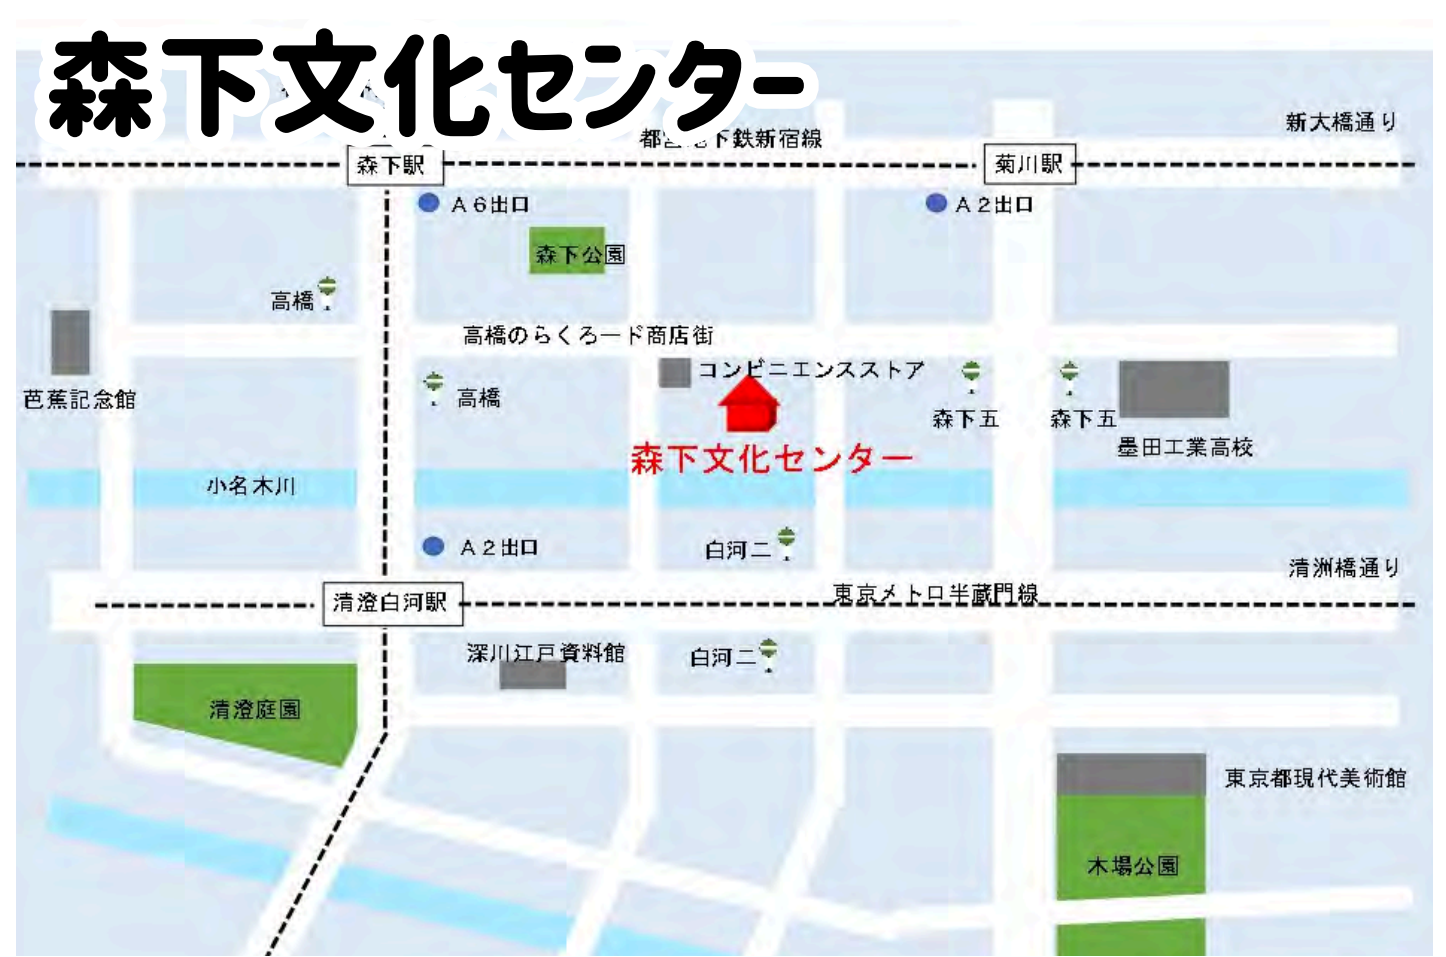 森下文化センター
新大橋通り
下鉄新宿線
森下駅
菊川駅
A6出口
A2出口
森下公園
高橋
高橋のらくろード商店街
コンビニエンスストア
芭蕉記念館
高橋
森下五
森下五
墨田工業高校
森下文化センター
小名木川
A2出口
白河二
清洲橋通り
東京メトロ半蔵門線
清澄白河駅
深川江戸資料館
白河二
清澄庭園
東京都現代美術館
木場公園